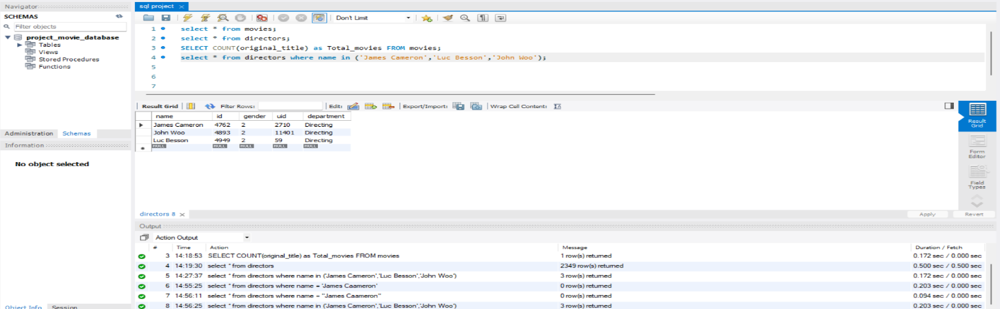 Navigator
SCHEMAS
Filter objects
project_movie_database
Tables
Views
Stored Procedures
Functions
Administration Schemas
Information
No object selected
Object Info Session
sql project
Don't Limit
1 select * from movies;
2 select * from directors;
3 SELECT COUNT(original_title) as Total_movies FROM movies;
4 select * from directors where name in ('James Cameron','Luc Besson','John Woo');
5
6
7
Result Grid Filter Rows: Edit: Export/Import: Wrap Cell Content:
name id gender uid department
James Cameron 4762 2 2710 Directing
John Woo 4893 2 11401 Directing
Luc Besson 4949 2 59 Directing
NULL NULL NULL NULL NULL
Result Grid
Form Editor
Field Types
directors 8 Apply Revert
Output
Action Output
# Time Action Message Duration / Fetch
3 14:18:53 SELECT COUNT(original_title) as Total_movies FROM movies 1 row(s) returned 0.172 sec / 0.000 sec
4 14:19:30 select * from directors 2349 row(s) returned 0.500 sec / 0.500 sec
5 14:27:37 select * from directors where name in ('James Cameron','Luc Besson','John Woo') 3 row(s) returned 0.172 sec / 0.000 sec
6 14:55:25 select * from directors where name = 'James Caameron' 0 row(s) returned 0.203 sec / 0.000 sec
7 14:56:11 select * from directors where name = "James Caameron" 0 row(s) returned 0.094 sec / 0.000 sec
8 14:56:25 select * from directors where name in ('James Cameron','Luc Besson','John Woo') 3 row(s) returned 0.203 sec / 0.000 sec